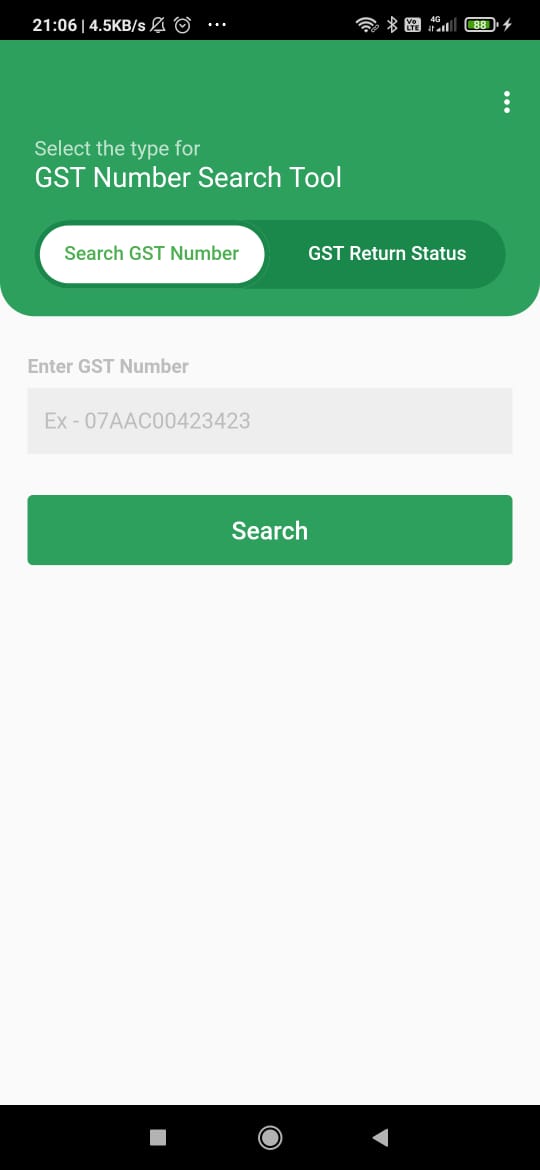 21:06 | 4.5KB/s ... Vo LTE 4G 88
Select the type for
GST Number Search Tool
Search GST Number GST Return Status
Enter GST Number
Ex - 07AAC00423423
Search